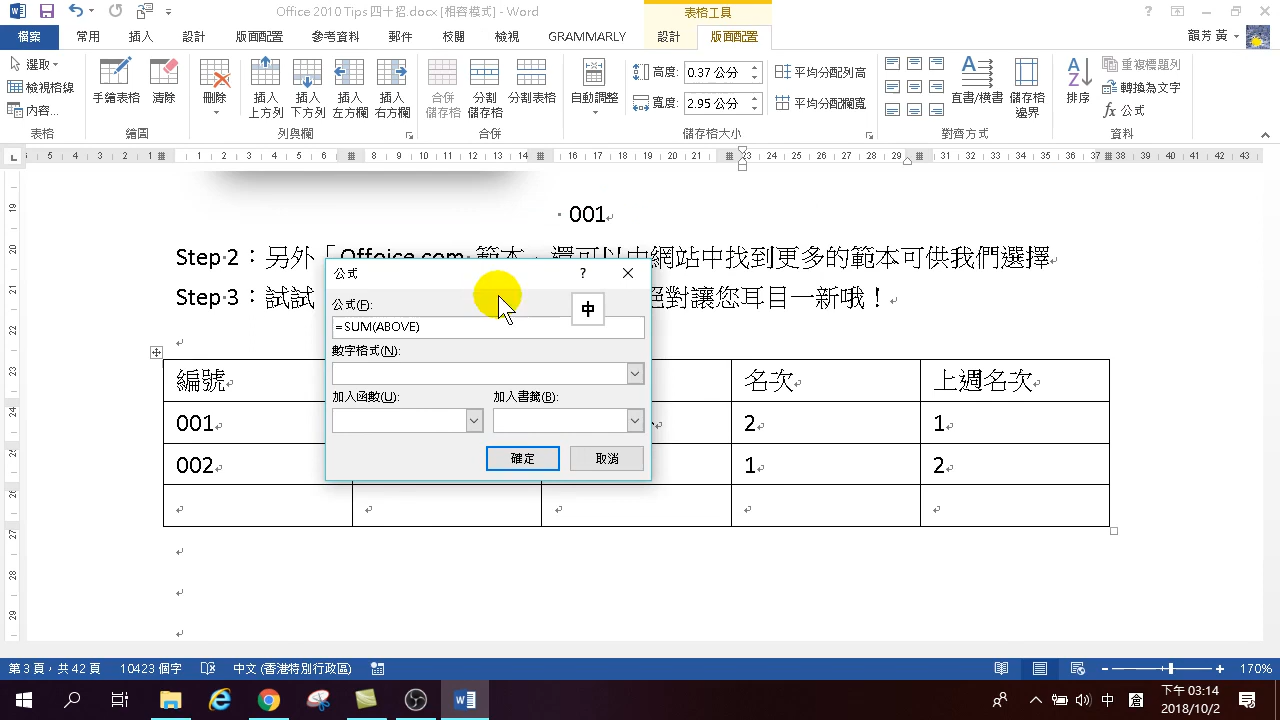 Office 2010 Tips 四十招.docx [相容模式] - Word
表格工具
檔案 常用 插入 設計 版面配置 參考資料 郵件 校閱 檢視 GRAMMARLY 設計 版面配置 韻芳 黃
選取
檢視格線
內容...
表格
手繪表格
清除
繪圖
刪除
插入上方列
插入下方列
插入左方欄
插入右方欄
列與欄
合併儲存格
分割儲存格
分割表格
合併
自動調整
高度: 0.37 公分
寬度: 2.95 公分
平均分配列高
平均分配欄寬
儲存格大小
直書/橫書
儲存格邊界
對齊方式
排序
重複標題列
轉換為文字
fx 公式
資料
001
Step 2：另外「Offoice.com 範本
網站中找到更多的範本可供我們選擇
Step 3：試試
絕對讓您耳目一新哦！
公式
公式(F):
=SUM(ABOVE)
中
數字格式(N):
加入函數(U): 加入書籤(B):
確定 取消
編號 名次 上週名次
001 2 1
002 1 2
第 3 頁，共 42 頁 10423 個字 中文 (香港特別行政區) 170%
中
下午 03:14
2018/10/2